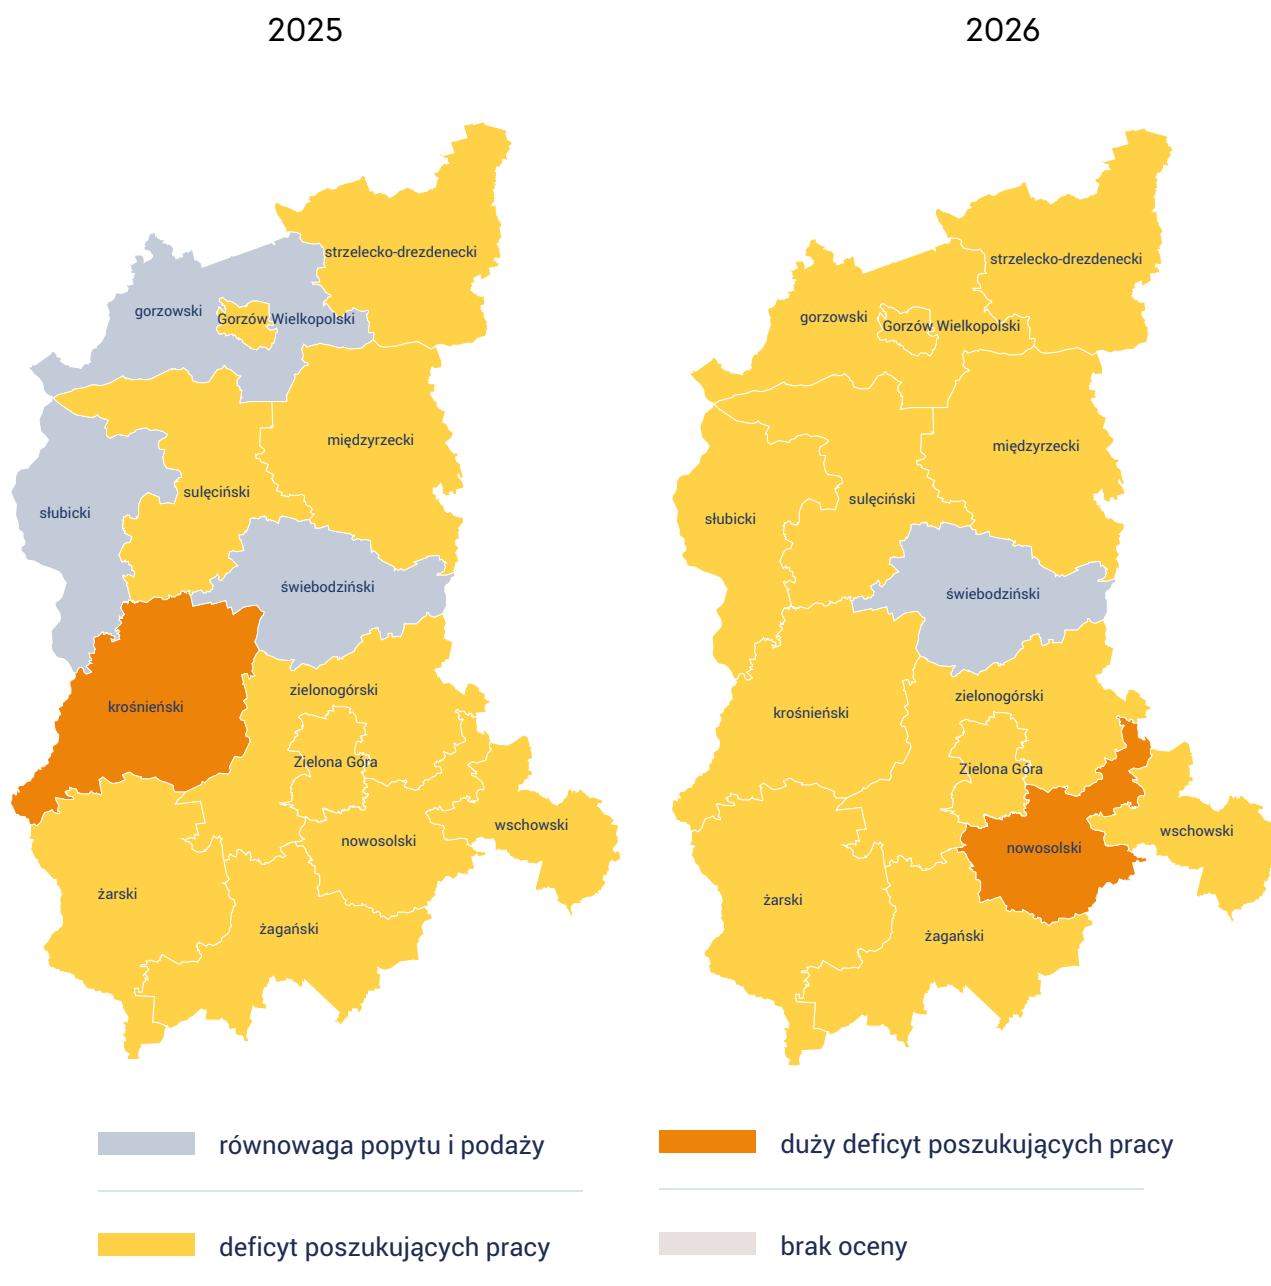 2025
2026
strzelecko-drezdenecki
gorzowski
Gorzów Wielkopolski
międzyrzecki
sulęciński
słubicki
świebodziński
zielonogórski
krośnieński
Zielona Góra
nowosolski
wschowski
żarski
żagański
strzelecko-drezdenecki
gorzowski
Gorzów Wielkopolski
międzyrzecki
sulęciński
słubicki
świebodziński
zielonogórski
krośnieński
Zielona Góra
nowosolski
wschowski
żarski
żagański
równowaga popytu i podaży
duży deficyt poszukujących pracy
deficyt poszukujących pracy
brak oceny